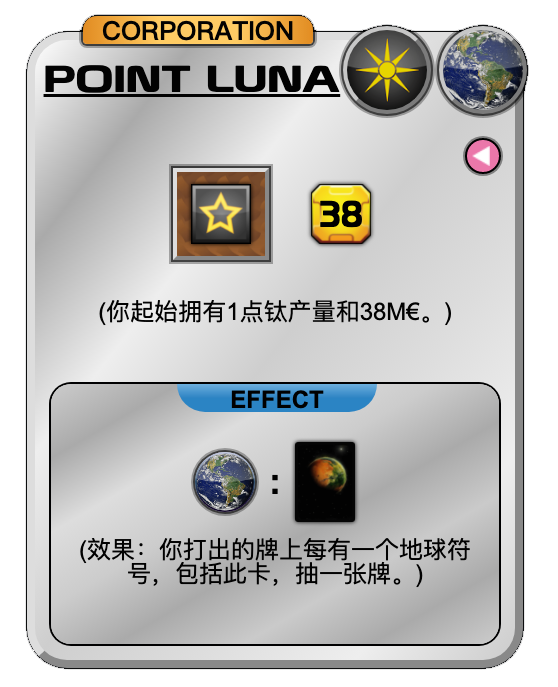 CORPORATION
POINT LUNA
38
(你起始拥有1点钛产量和38M€。)
EFFECT
:
(效果：你打出的牌上每有一个地球符
号，包括此卡，抽一张牌。)